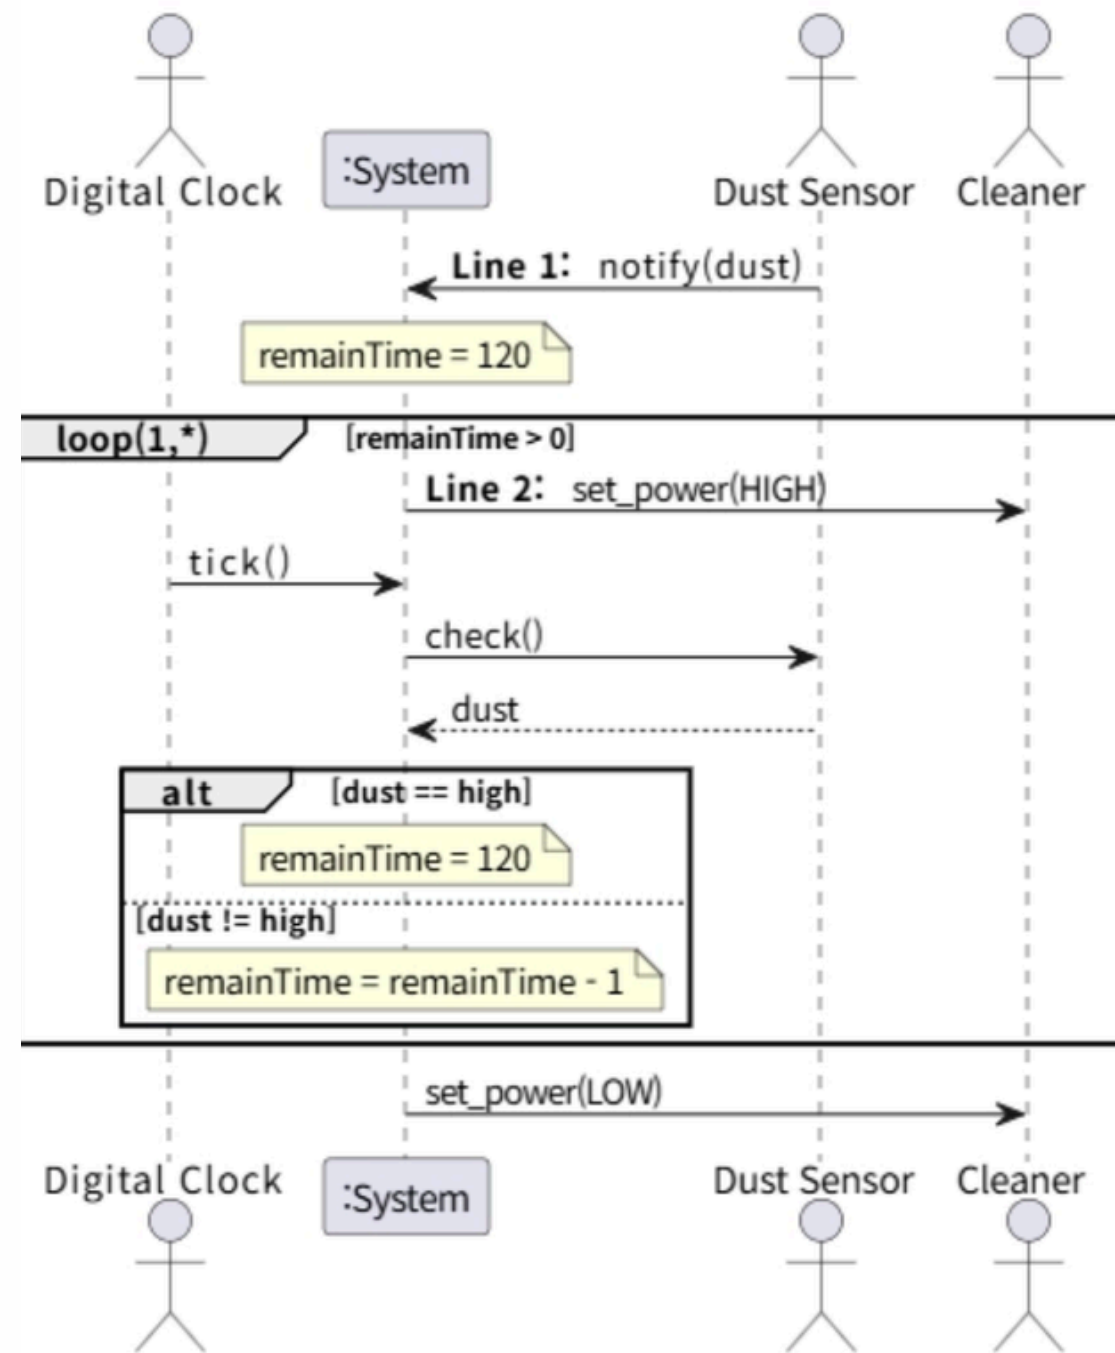 Digital Clock
:System
Dust Sensor
Cleaner
Line 1: notify(dust)
remainTime = 120
loop(1,*)
[remainTime > 0]
Line 2: set_power(HIGH)
tick()
check()
dust
alt
[dust == high]
remainTime = 120
[dust != high]
remainTime = remainTime - 1
set_power(LOW)
Digital Clock
:System
Dust Sensor
Cleaner